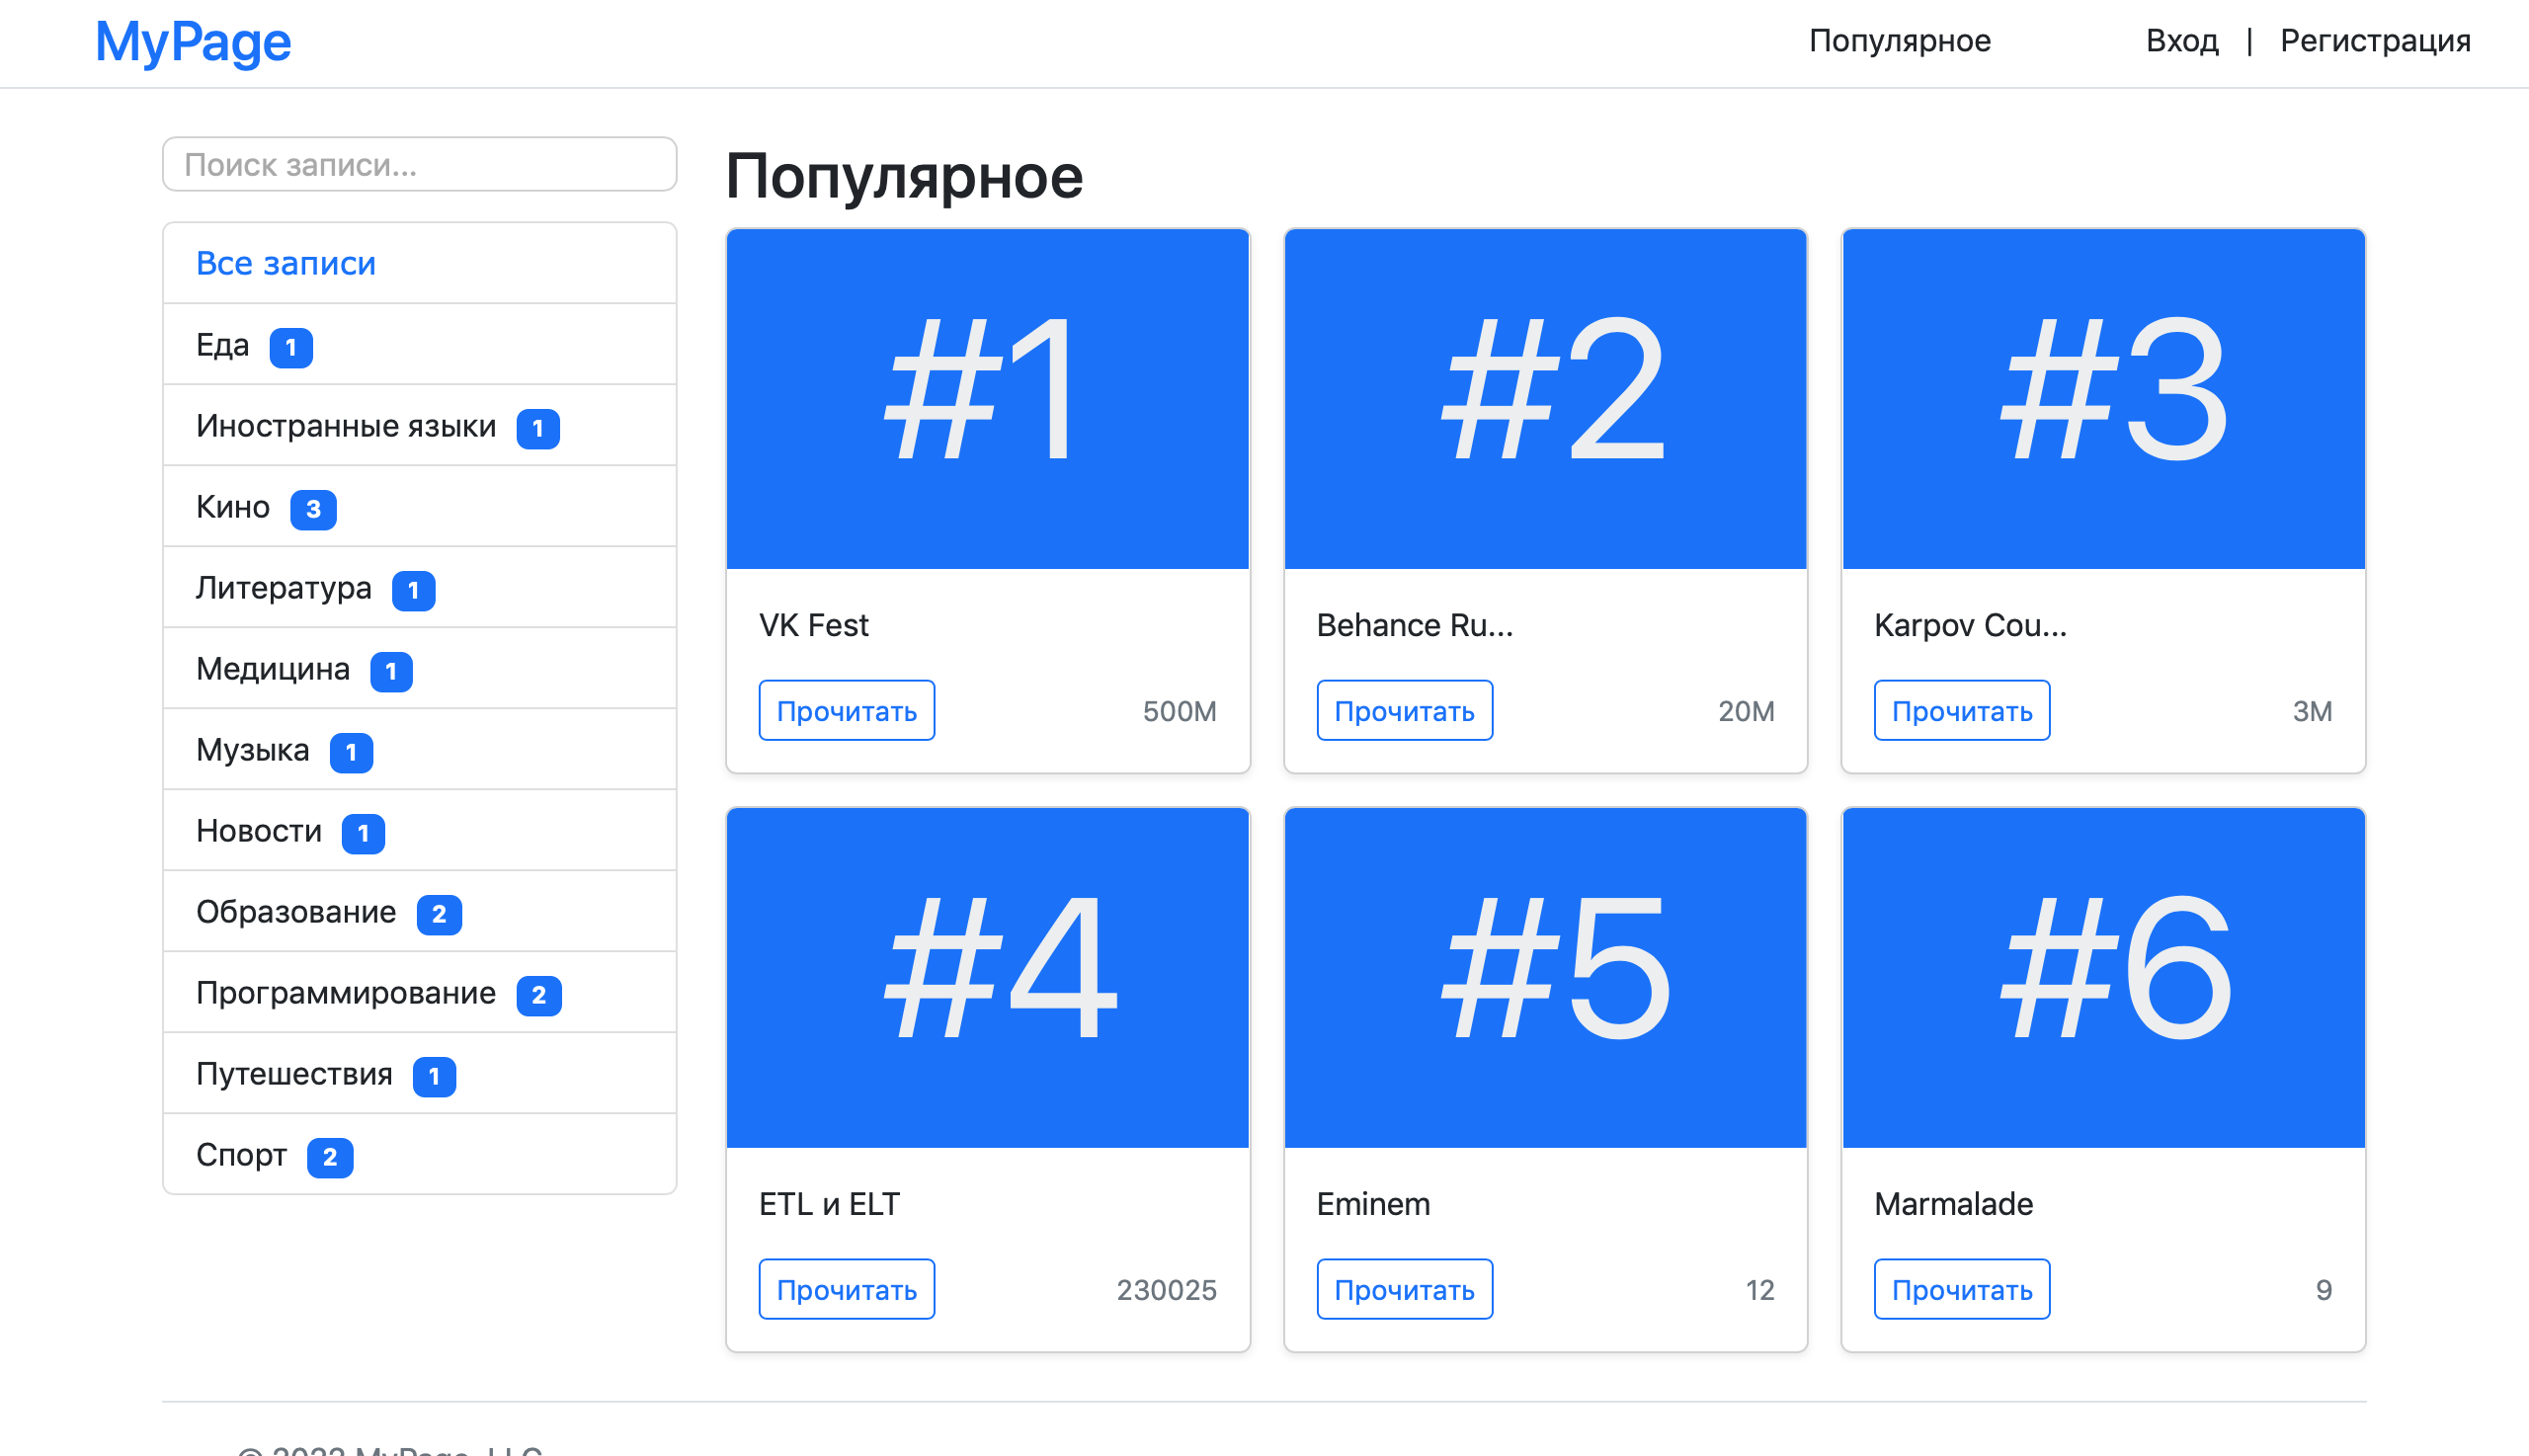 MyPage
Популярное
Вход | Регистрация
Поиск записи...
Все записи
Еда 1
Иностранные языки 1
Кино 3
Литература 1
Медицина 1
Музыка 1
Новости 1
Образование 2
Программирование 2
Путешествия 1
Спорт 2
Популярное
#1
VK Fest
Прочитать 500M
#2
Behance Ru...
Прочитать 20M
#3
Karpov Cou...
Прочитать 3M
#4
ETL и ELT
Прочитать 230025
#5
Eminem
Прочитать 12
#6
Marmalade
Прочитать 9
© 2022 MyPage, LLC